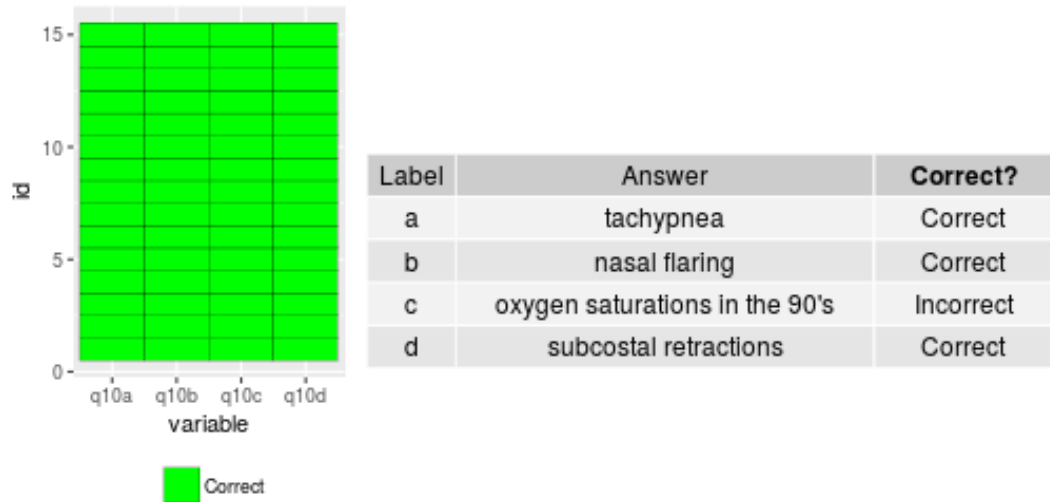 15
10
5
0
id
q10a q10b q10c q10d
variable
Correct
Label Answer Correct?
a tachypnea Correct
b nasal flaring Correct
c oxygen saturations in the 90's Incorrect
d subcostal retractions Correct